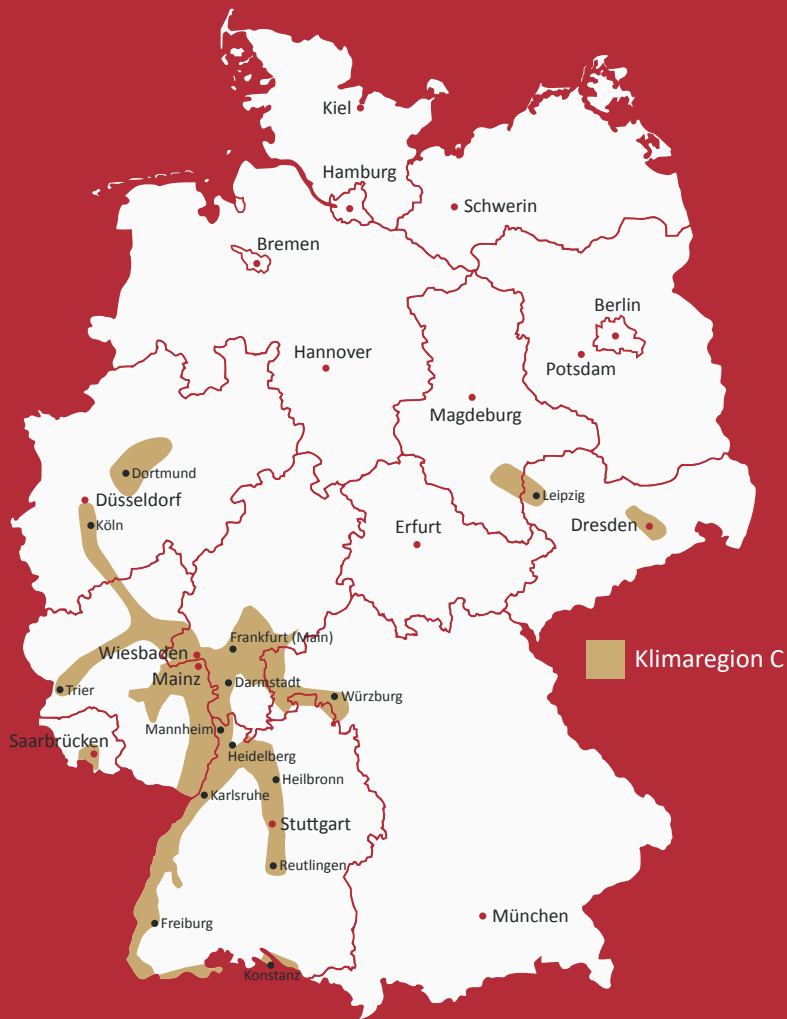 Kiel
Hamburg
Schwerin
Bremen
Berlin
Hannover
Potsdam
Magdeburg
Dortmund
Düsseldorf
Leipzig
Köln
Dresden
Erfurt
Frankfurt (Main)
Wiesbaden
Klimaregion C
Mainz
Darmstadt
Trier
Würzburg
Mannheim
Saarbrücken
Heidelberg
Heilbronn
Karlsruhe
Stuttgart
Reutlingen
München
Freiburg
Konstanz